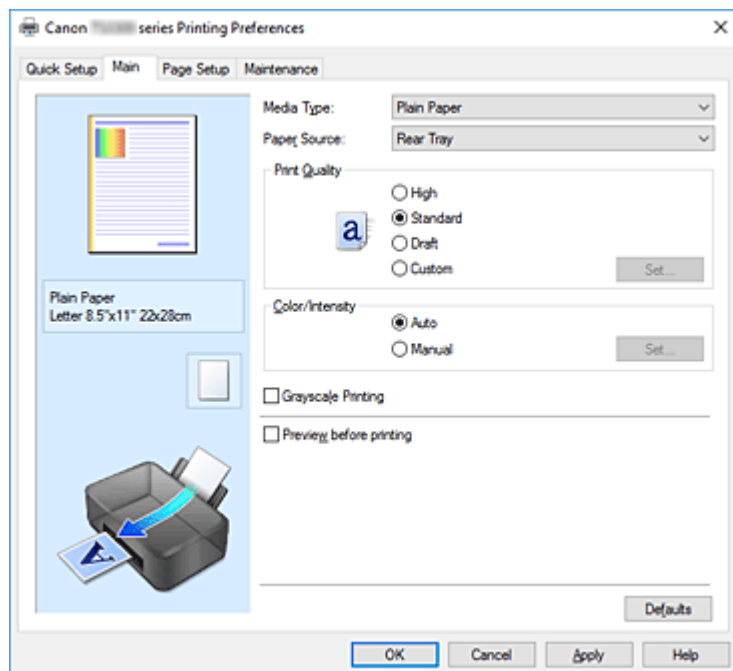 Canon series Printing Preferences
Quick Setup Main Page Setup Maintenance
Media Type: Plain Paper
Paper Source: Rear Tray
Print Quality
High
a
Standard
Draft
Custom Set...
Plain Paper
Letter 8.5"x11" 22x28cm
Color/Intensity
Auto
Manual Set...
Grayscale Printing
Preview before printing
A
Defaults
OK Cancel Apply Help